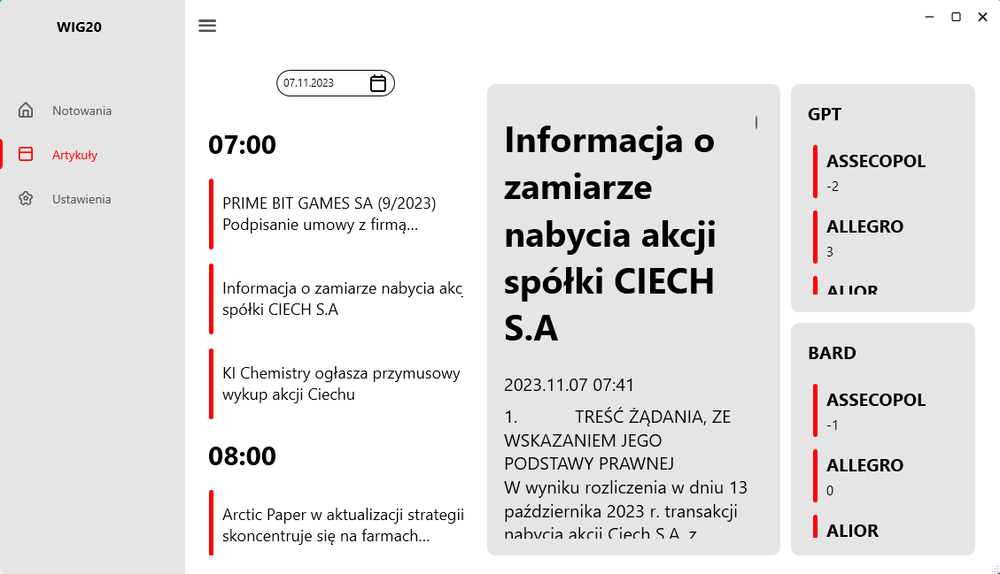 WIG20
Notowania
Artykuły
Ustawienia
07.11.2023
07:00
PRIME BIT GAMES SA (9/2023)
Podpisanie umowy z firmą...
Informacja o zamiarze nabycia akc
spółki CIECH S.A
KI Chemistry ogłasza przymusowy
wykup akcji Ciechu
08:00
Arctic Paper w aktualizacji strategii
skoncentruje się na farmach...
Informacja o
zamiarze
nabycia akcji
spółki CIECH
S.A
2023.11.07 07:41
1. TREŚĆ ŻĄDANIA, ZE
WSKAZANIEM JEGO
PODSTAWY PRAWNEJ
W wyniku rozliczenia w dniu 13
października 2023 r. transakcji
nabycia akcji Ciech S.A. z
GPT
ASSECOPOL
-2
ALLEGRO
3
ALIOR
BARD
ASSECOPOL
-1
ALLEGRO
0
ALIOR